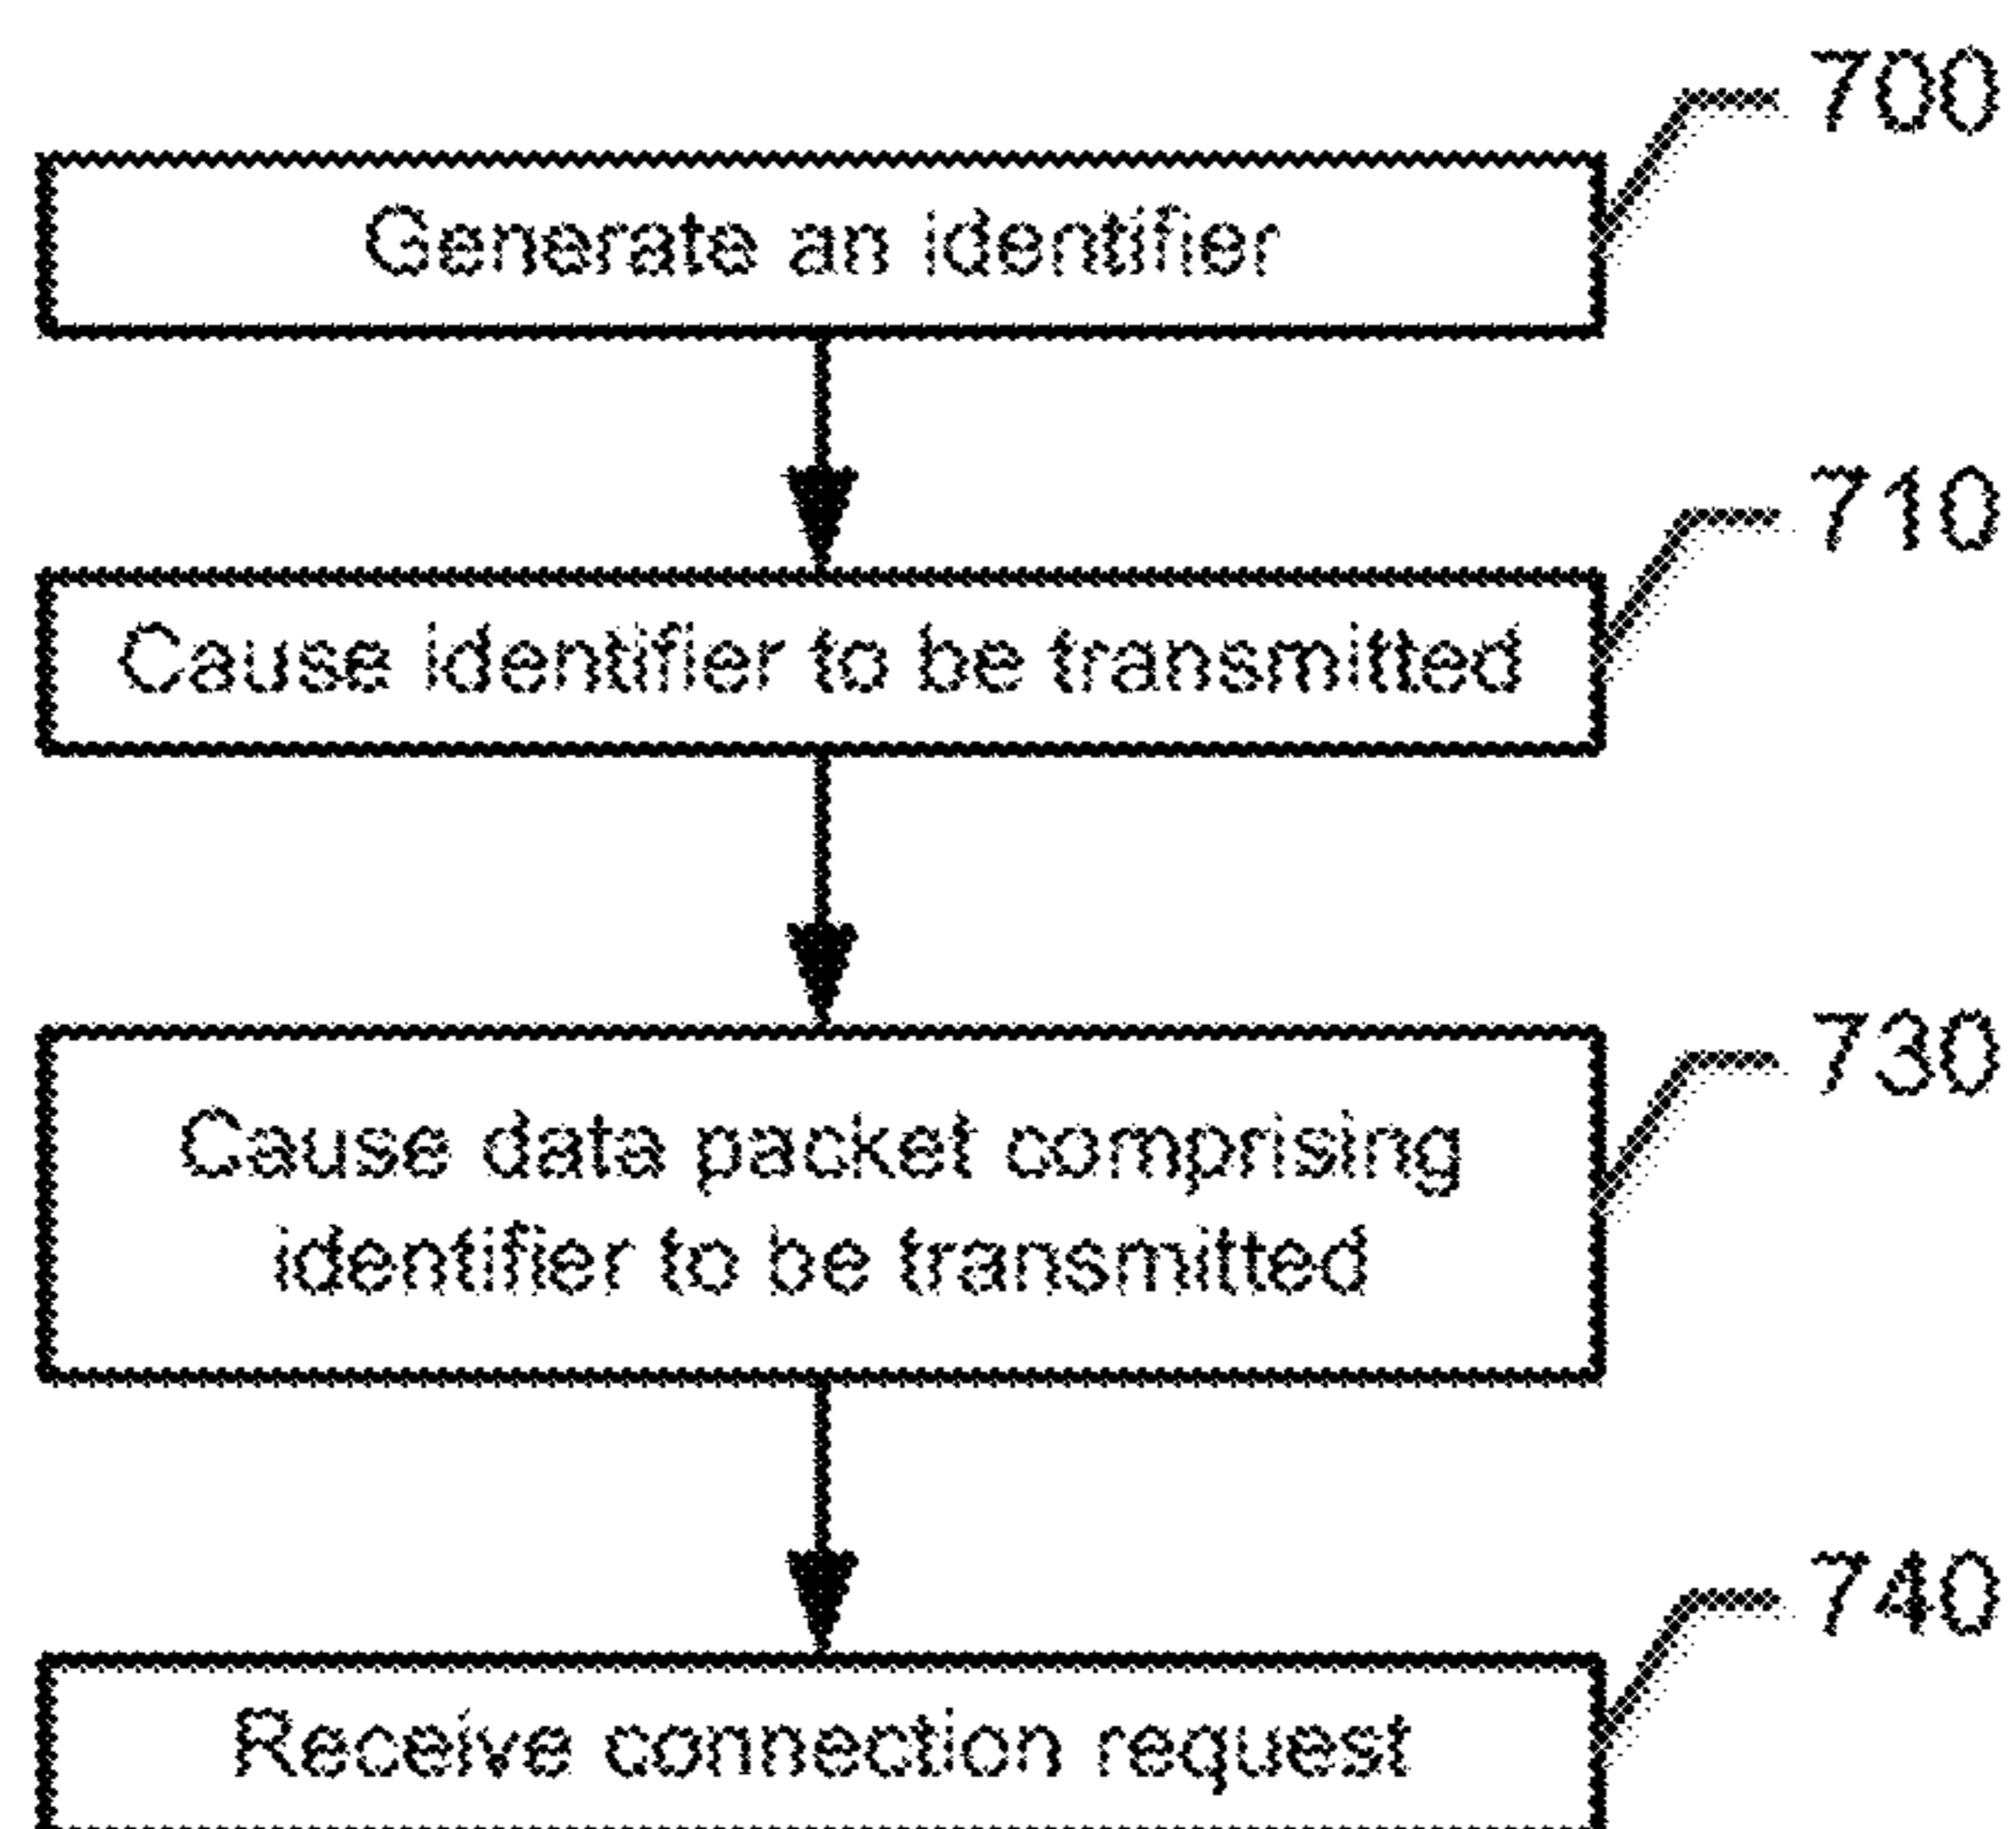 700
Generate an identifier
710
Cause identifier to be transmitted
730
Cause data packet comprising
identifier to be transmitted
740
Receive connection request